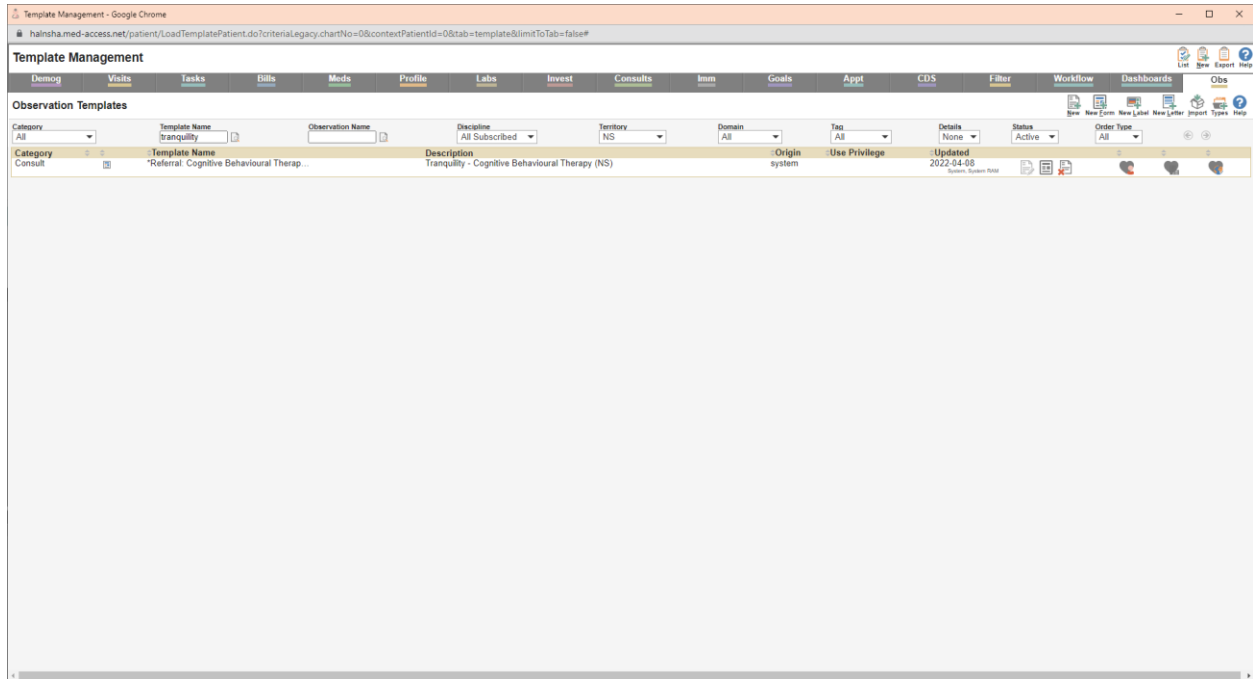 Template Management - Google Chrome
halnsha.med-access.net/patient/LoadTemplatePatient.do?criteriaLegacy.chartNo=0&contextPatientId=0&tab=template&limitToTab=false#
Template Management
List New Export Help
Demog Visits Tasks Bills Meds Profile Labs Invest Consults Imm Goals Appt CDS Filter Workflow Dashboards Obs
Observation Templates
New New Form New Label New Letter Import Types Help
Category Template Name Observation Name Discipline Territory Domain Tag Details Status Order Type
All tranquility All Subscribed NS All All None Active All
Category Template Name Description Origin Use Privilege Updated
Consult *Referral: Cognitive Behavioural Therap... Tranquility - Cognitive Behavioural Therapy (NS) system 2022-04-08
System, System RAM